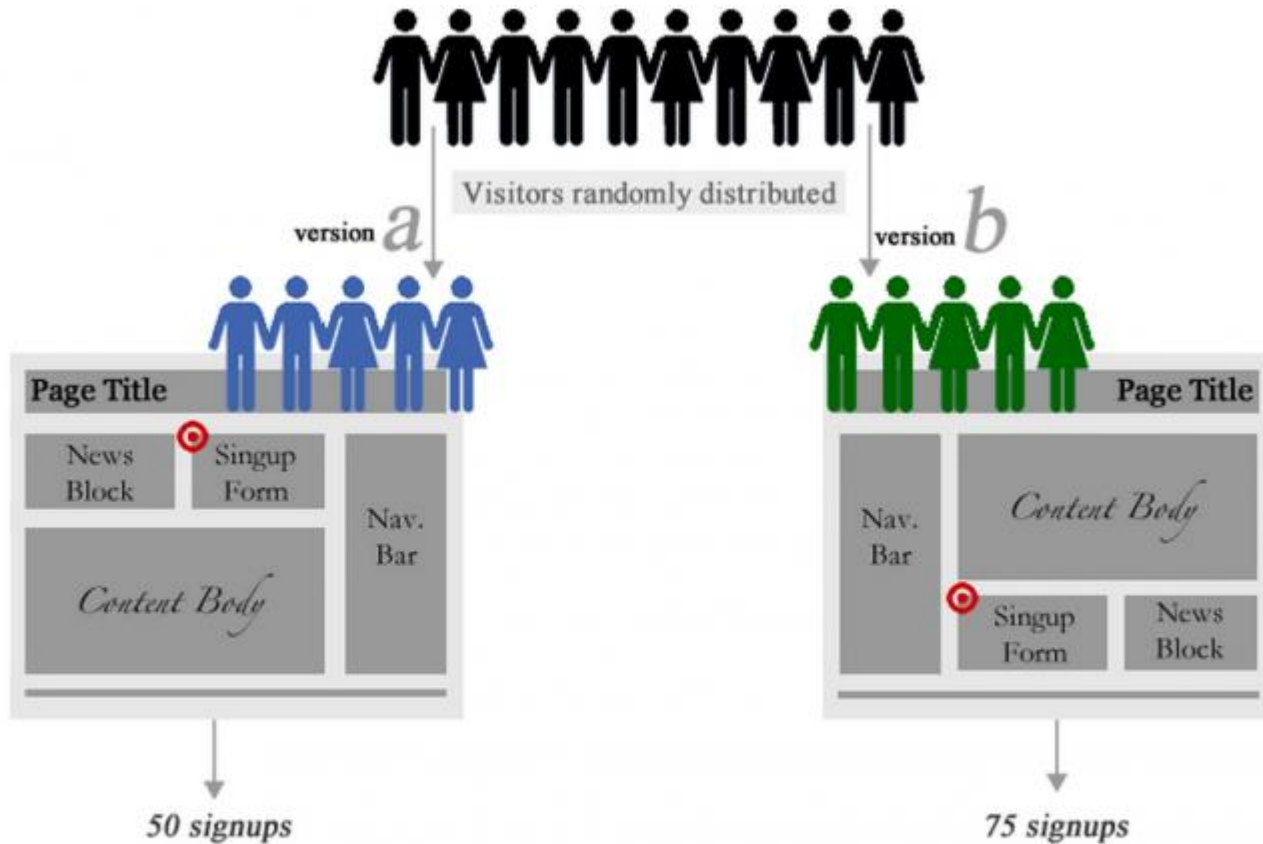 Visitors randomly distributed
version a
version b
Page Title
News
Block
Singup
Form
Nav.
Bar
Content Body
50 signups
Page Title
Nav.
Bar
Content Body
Singup
Form
News
Block
75 signups